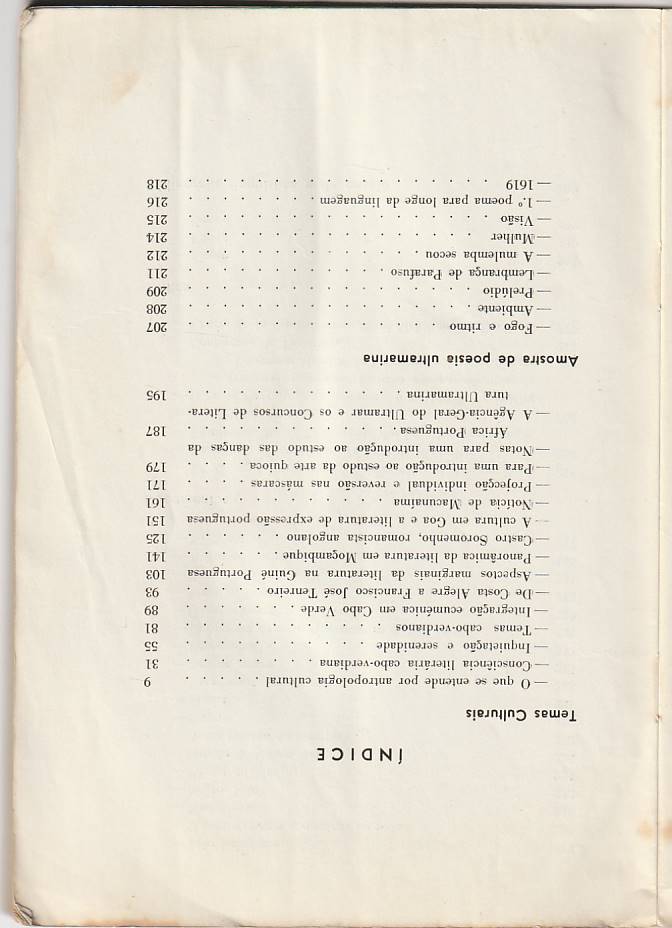 ÍNDICE
Temas Culturais
— O que se entende por antropologia cultural . . . . . 9
— Consciência literária cabo-verdiana . . . . . . . . 31
— Inquietação e serenidade . . . . . . . . . . . 55
— Temas cabo-verdianos . . . . . . . . . . . 81
— Integração ecuménica em Cabo Verde . . . . . . . 89
— De Costa Alegre a Francisco José Tenreiro . . . . . 93
— Aspectos marginais da literatura na Guiné Portuguesa 103
— Panorâmica da literatura em Moçambique . . . . . . 141
— Castro Soromenho, romancista angolano . . . . . . 125
— A cultura em Goa e a literatura de expressão portuguesa 151
— Notícia de Macunaíma . . . . . . . . . . . 161
— Projecção individual e reversão nas máscaras . . . . 171
— Para uma introdução ao estudo da arte quioca . . . . 179
— Notas para uma introdução ao estudo das danças da
África Portuguesa . . . . . . . . . . . . 187
— A Agência-Geral do Ultramar e os Concursos de Litera-
tura Ultramarina . . . . . . . . . . . . . 195
Amostra de poesia ultramarina
— Fogo e ritmo . . . . . . . . . . . . . . 207
— Ambiente . . . . . . . . . . . . . . . . 208
— Prelúdio . . . . . . . . . . . . . . . . 209
— Lembrança de Parafuso . . . . . . . . . . . 211
— A mulemba secou . . . . . . . . . . . . . 212
— Mulher . . . . . . . . . . . . . . . . 214
— Visão . . . . . . . . . . . . . . . . . 215
— 1.º poema para longe da linguagem . . . . . . . . 216
— 1619 . . . . . . . . . . . . . . . . . 218